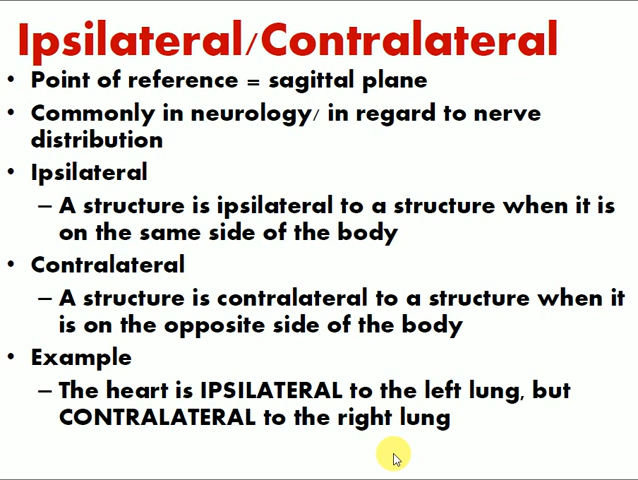 Ipsilateral/Contralateral
• Point of reference = sagittal plane
• Commonly in neurology/ in regard to nerve
distribution
• Ipsilateral
– A structure is ipsilateral to a structure when it is
on the same side of the body
• Contralateral
– A structure is contralateral to a structure when it
is on the opposite side of the body
• Example
– The heart is IPSILATERAL to the left lung, but
CONTRALATERAL to the right lung